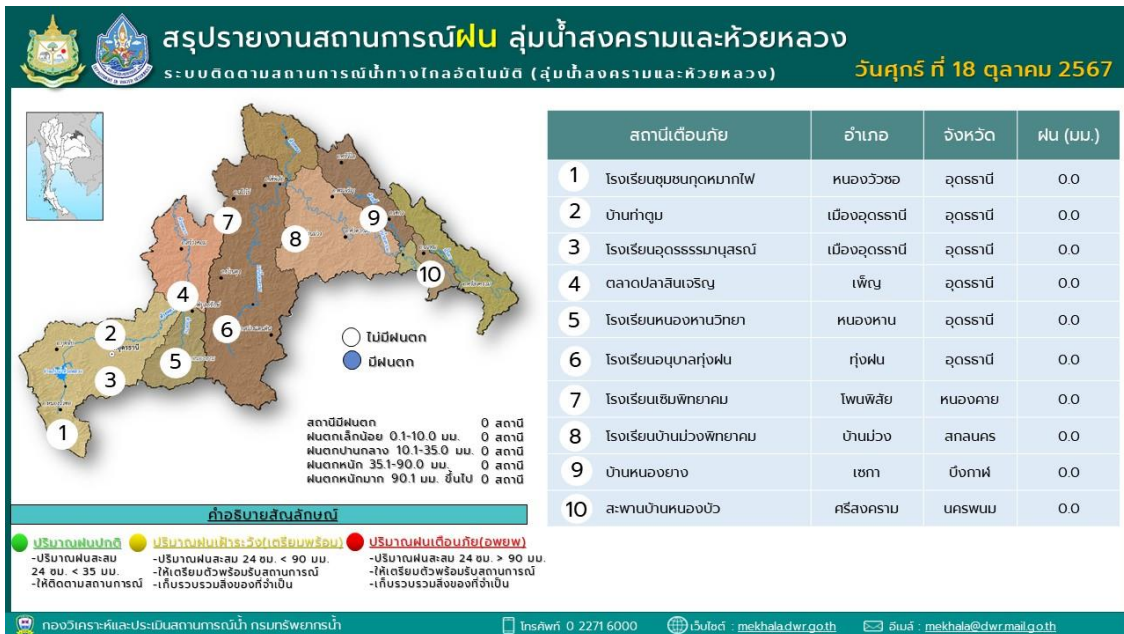 สรุปรายงานสถานการณ์ฝน ลุ่มน้ำสงครามและห้วยหลวง
ระบบติดตามสถานการณ์น้ำทางไกลอัตโนมัติ (ลุ่มน้ำสงครามและห้วยหลวง)
วันศุกร์ ที่ 18 ตุลาคม 2567
7
8
9
10
4
2
6
5
3
1
ไม่มีฝนตก
มีฝนตก
สถานีมีฝนตก 0 สถานี
ฝนตกเล็กน้อย 0.1-10.0 มม. 0 สถานี
ฝนตกปานกลาง 10.1-35.0 มม. 0 สถานี
ฝนตกหนัก 35.1-90.0 มม. 0 สถานี
ฝนตกหนักมาก 90.1 มม. ขึ้นไป 0 สถานี
สถานีเตือนภัย อำเภอ จังหวัด ฝน (มม.)
1 โรงเรียนชุมชนกุดหมากไฟ หนองวัวซอ อุดรธานี 0.0
2 บ้านท่าตูม เมืองอุดรธานี อุดรธานี 0.0
3 โรงเรียนอุดรธรรมานุสรณ์ เมืองอุดรธานี อุดรธานี 0.0
4 ตลาดปลาสินเจริญ เพ็ญ อุดรธานี 0.0
5 โรงเรียนหนองหานวิทยา หนองหาน อุดรธานี 0.0
6 โรงเรียนอนุบาลทุ่งฝน ทุ่งฝน อุดรธานี 0.0
7 โรงเรียนเซิมพิทยาคม โพนพิสัย หนองคาย 0.0
8 โรงเรียนบ้านม่วงพิทยาคม บ้านม่วง สกลนคร 0.0
9 บ้านหนองยาง เซกา บึงกาฬ 0.0
10 สะพานบ้านหนองบัว ศรีสงคราม นครพนม 0.0
คำอธิบายสัญลักษณ์
ปริมาณฝนปกติ
-ปริมาณฝนสะสม
24 ชม. < 35 มม.
-ให้ติดตามสถานการณ์
ปริมาณฝนเฝ้าระวัง(เตรียมพร้อม)
-ปริมาณฝนสะสม 24 ชม. < 90 มม.
-ให้เตรียมตัวพร้อมรับสถานการณ์
-เก็บรวบรวมสิ่งของที่จำเป็น
ปริมาณฝนเตือนภัย(อพยพ)
-ปริมาณฝนสะสม 24 ชม. > 90 มม.
-ให้เตรียมตัวพร้อมรับสถานการณ์
-เก็บรวบรวมสิ่งของที่จำเป็น
กองวิเคราะห์และประเมินสถานการณ์น้ำ กรมทรัพยากรน้ำ
โทรศัพท์ 0 2271 6000
เว็บไซต์ : mekhala.dwr.go.th
อีเมล์ : mekhala@dwr.mail.go.th